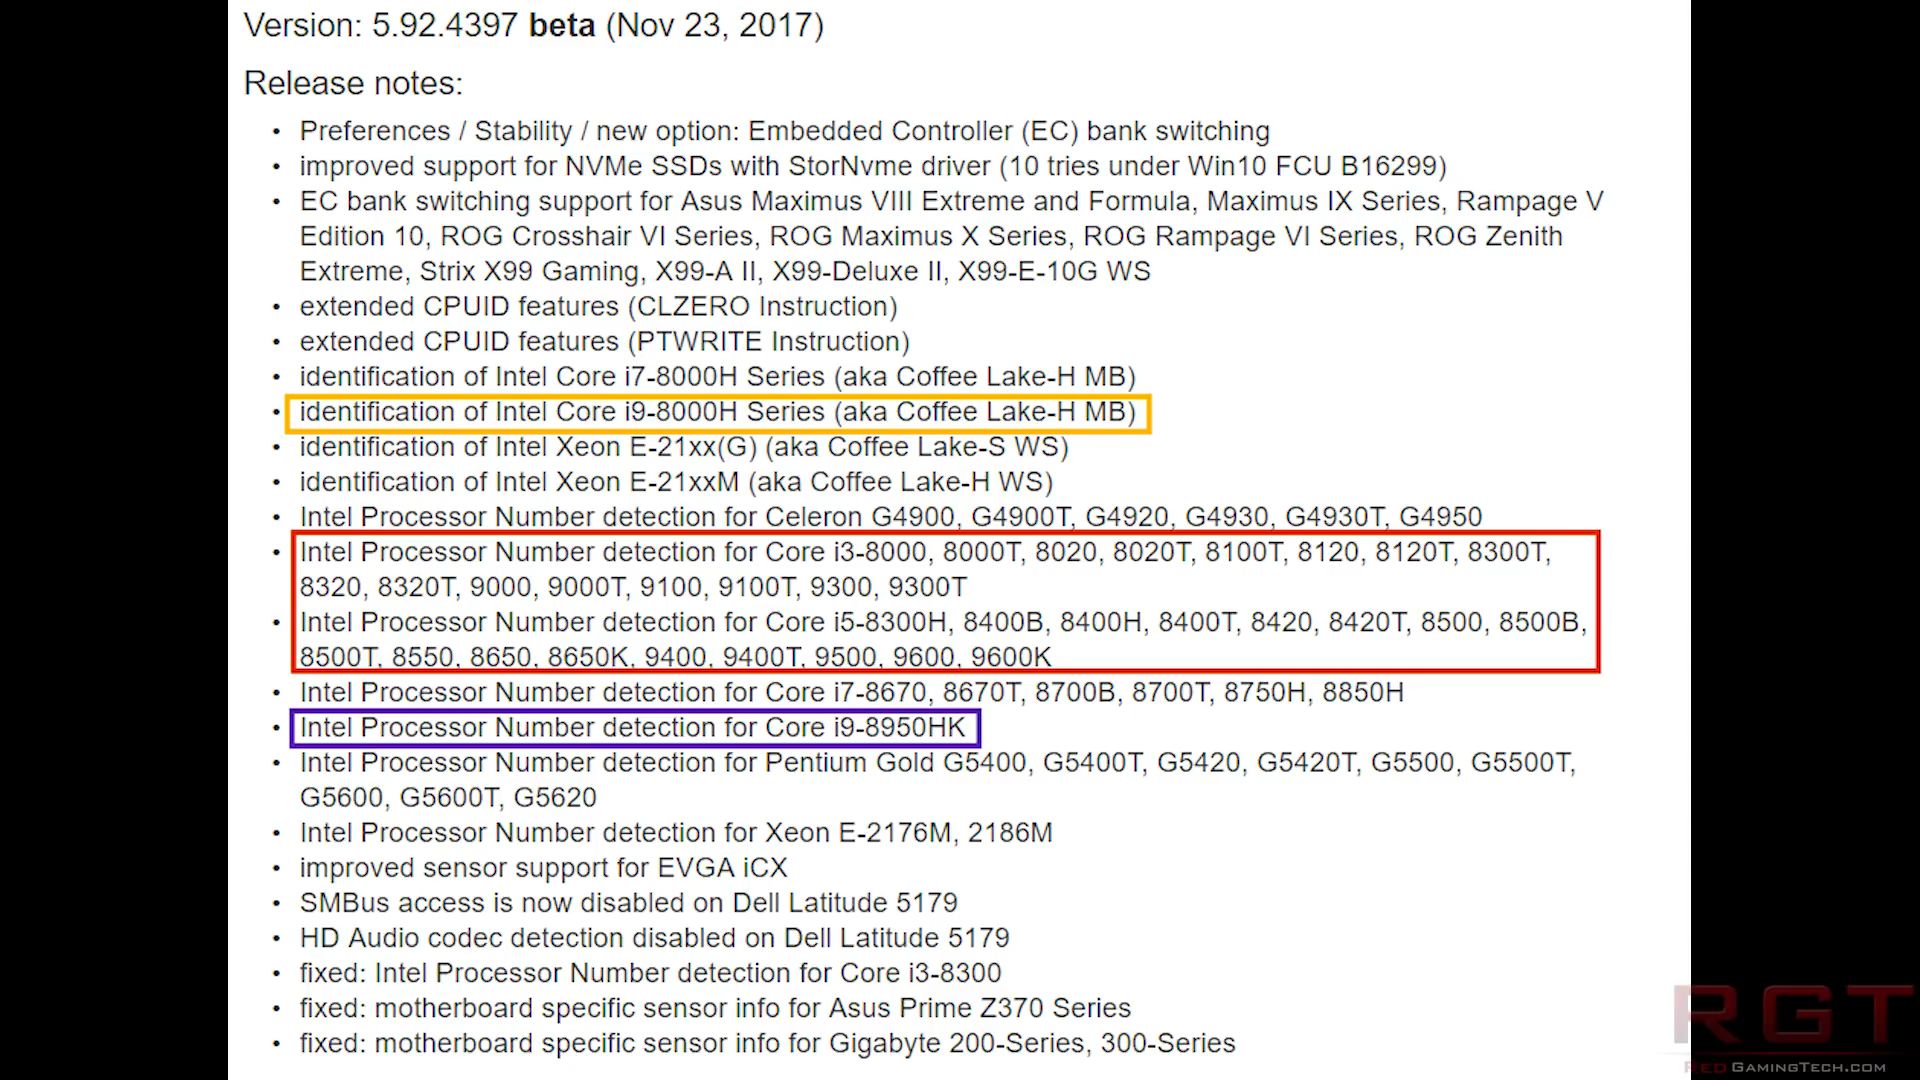 Version: 5.92.4397 beta (Nov 23, 2017)
Release notes:
• Preferences / Stability / new option: Embedded Controller (EC) bank switching
• improved support for NVMe SSDs with StorNvme driver (10 tries under Win10 FCU B16299)
• EC bank switching support for Asus Maximus VIII Extreme and Formula, Maximus IX Series, Rampage V
Edition 10, ROG Crosshair VI Series, ROG Maximus X Series, ROG Rampage VI Series, ROG Zenith
Extreme, Strix X99 Gaming, X99-A II, X99-Deluxe II, X99-E-10G WS
• extended CPUID features (CLZERO Instruction)
• extended CPUID features (PTWRITE Instruction)
• identification of Intel Core i7-8000H Series (aka Coffee Lake-H MB)
• identification of Intel Core i9-8000H Series (aka Coffee Lake-H MB)
• identification of Intel Xeon E-21xx(G) (aka Coffee Lake-S WS)
• identification of Intel Xeon E-21xxM (aka Coffee Lake-H WS)
• Intel Processor Number detection for Celeron G4900, G4900T, G4920, G4930, G4930T, G4950
• Intel Processor Number detection for Core i3-8000, 8000T, 8020, 8020T, 8100T, 8120, 8120T, 8300T,
8320, 8320T, 9000, 9000T, 9100, 9100T, 9300, 9300T
• Intel Processor Number detection for Core i5-8300H, 8400B, 8400H, 8400T, 8420, 8420T, 8500, 8500B,
8500T, 8550, 8650, 8650K, 9400, 9400T, 9500, 9600, 9600K
• Intel Processor Number detection for Core i7-8670, 8670T, 8700B, 8700T, 8750H, 8850H
• Intel Processor Number detection for Core i9-8950HK
• Intel Processor Number detection for Pentium Gold G5400, G5400T, G5420, G5420T, G5500, G5500T,
G5600, G5600T, G5620
• Intel Processor Number detection for Xeon E-2176M, 2186M
• improved sensor support for EVGA iCX
• SMBus access is now disabled on Dell Latitude 5179
• HD Audio codec detection disabled on Dell Latitude 5179
• fixed: Intel Processor Number detection for Core i3-8300
• fixed: motherboard specific sensor info for Asus Prime Z370 Series
• fixed: motherboard specific sensor info for Gigabyte 200-Series, 300-Series
RGT
REDGAMINGTECH.COM